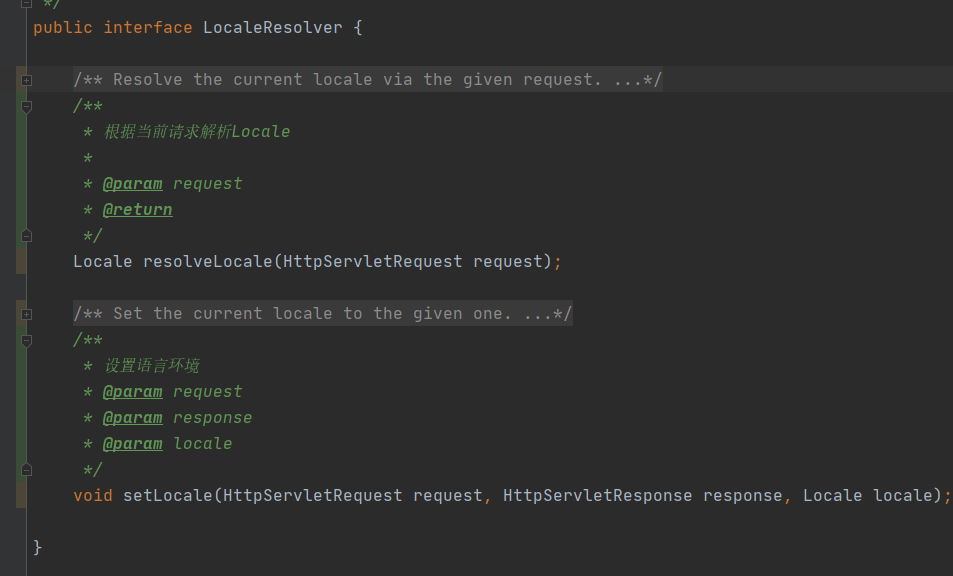 */
public interface LocaleResolver {
/** Resolve the current locale via the given request. ...*/
/**
* 根据当前请求解析Locale
*
* @param request
* @return
*/
Locale resolveLocale(HttpServletRequest request);
/** Set the current locale to the given one. ...*/
/**
* 设置语言环境
* @param request
* @param response
* @param locale
*/
void setLocale(HttpServletRequest request, HttpServletResponse response, Locale locale);
}